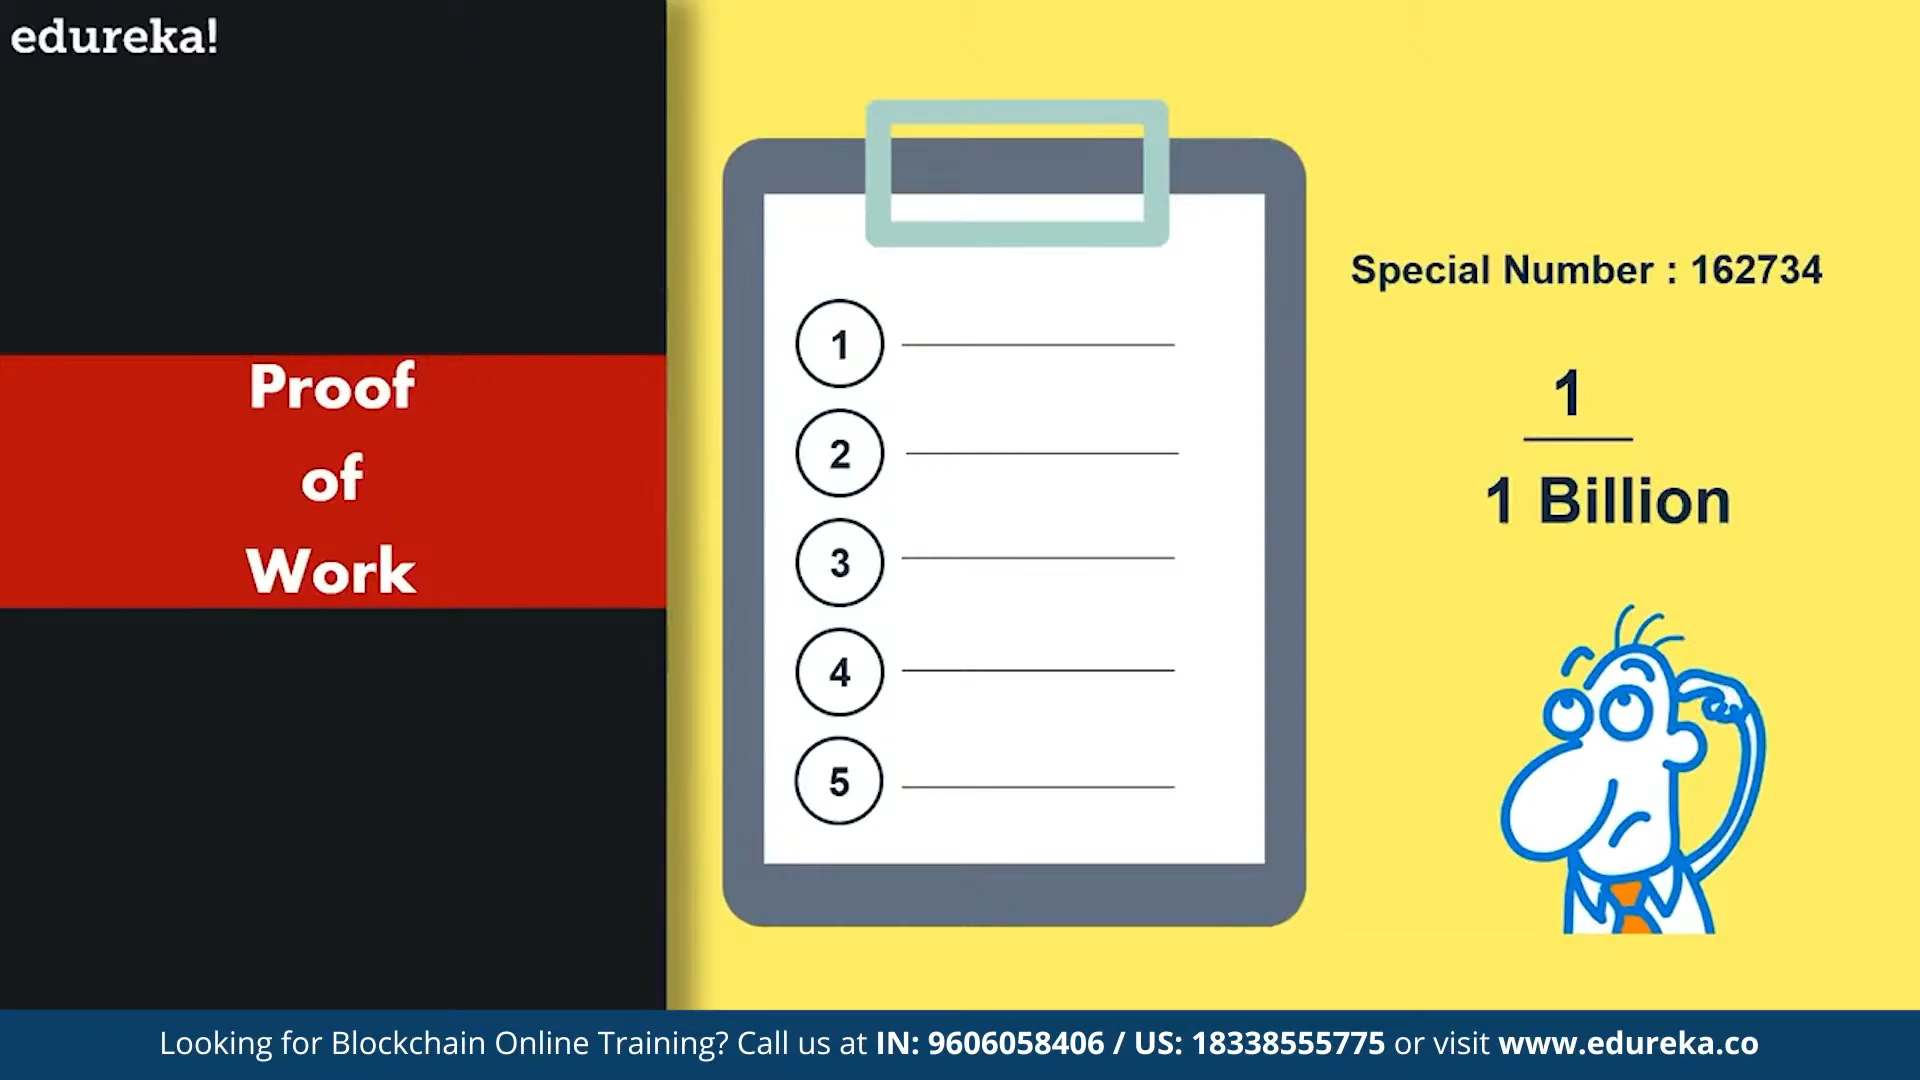 edureka!
Proof
of
Work
1
2
3
4
5
Special Number : 162734
1
1 Billion
Looking for Blockchain Online Training? Call us at IN: 9606058406 / US: 18338555775 or visit www.edureka.co